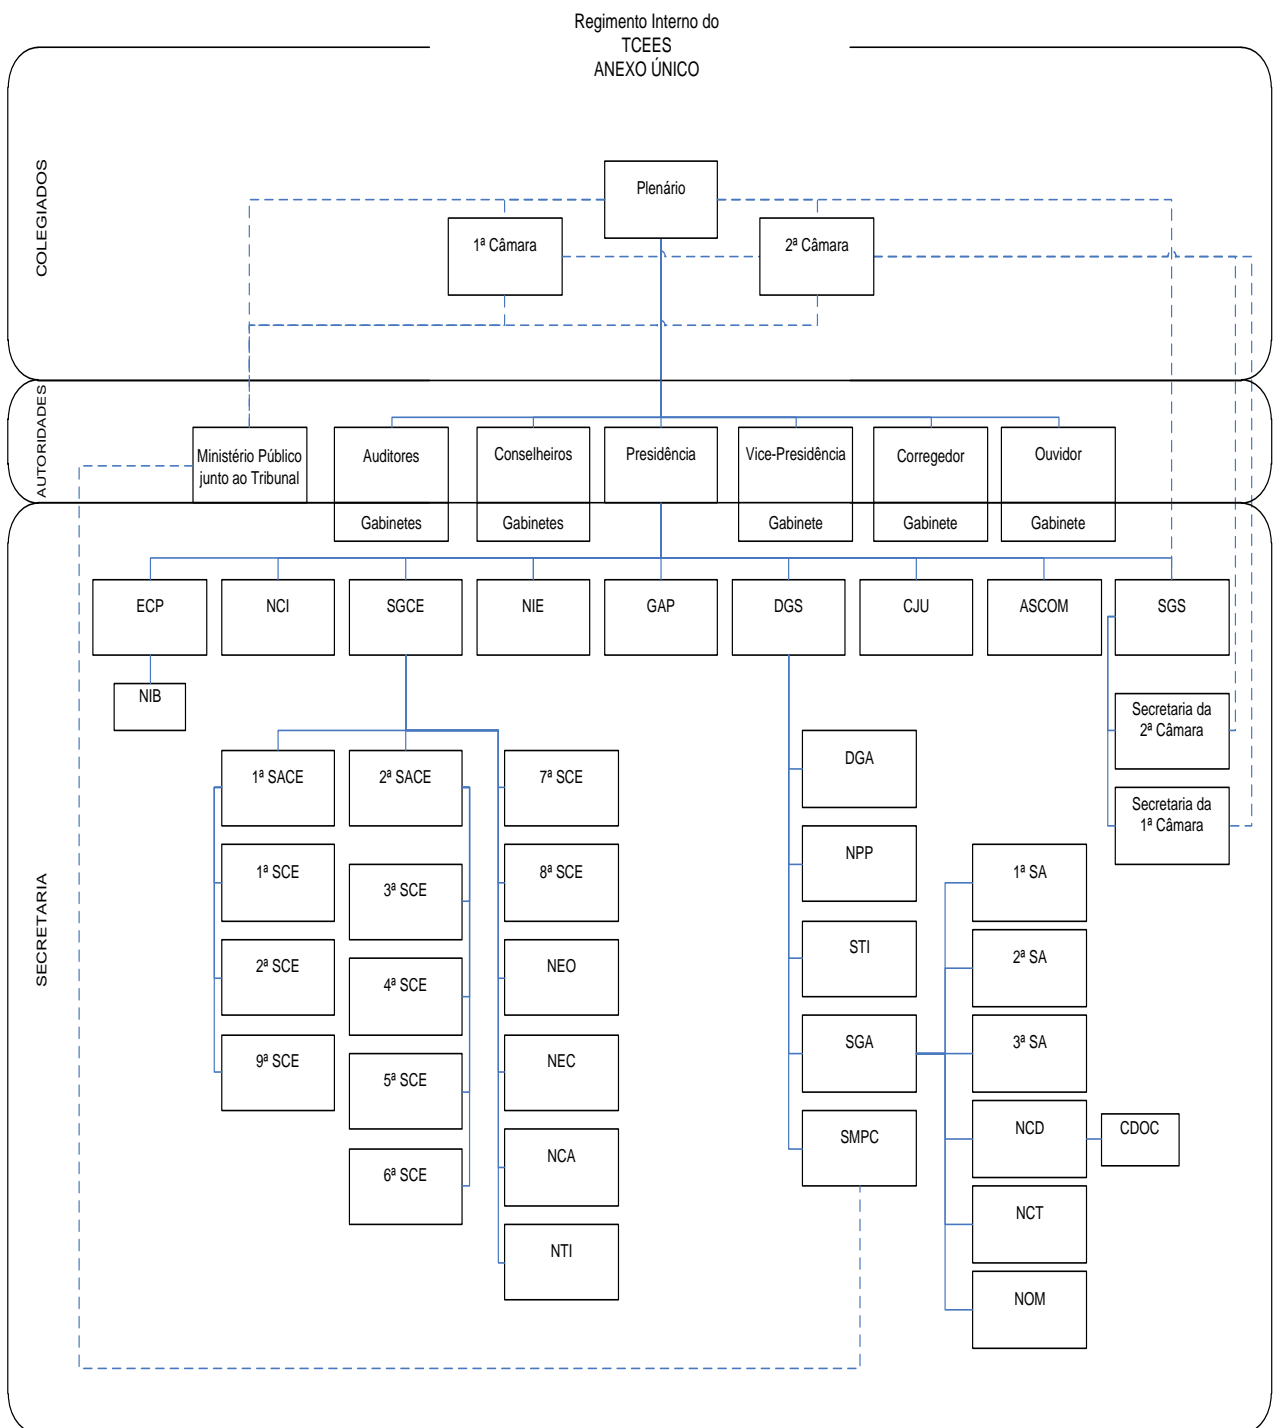 Regimento Interno do
TCEES
ANEXO ÚNICO
COLEGIADOS
Plenário
1ª Câmara
2ª Câmara
AUTORIDADES
Ministério Público
junto ao Tribunal
Auditores
Conselheiros
Presidência
Vice-Presidência
Corregedor
Ouvidor
Gabinetes
Gabinetes
Gabinete
Gabinete
Gabinete
SECRETARIA
ECP
NCI
SGCE
NIE
GAP
DGS
CJU
ASCOM
SGS
NIB
Secretaria da
2ª Câmara
Secretaria da
1ª Câmara
1ª SACE
1ª SCE
2ª SCE
9ª SCE
2ª SACE
3ª SCE
4ª SCE
5ª SCE
6ª SCE
7ª SCE
8ª SCE
NEO
NEC
NCA
NTI
DGA
NPP
STI
SGA
SMPC
1ª SA
2ª SA
3ª SA
NCD
CDOC
NCT
NOM